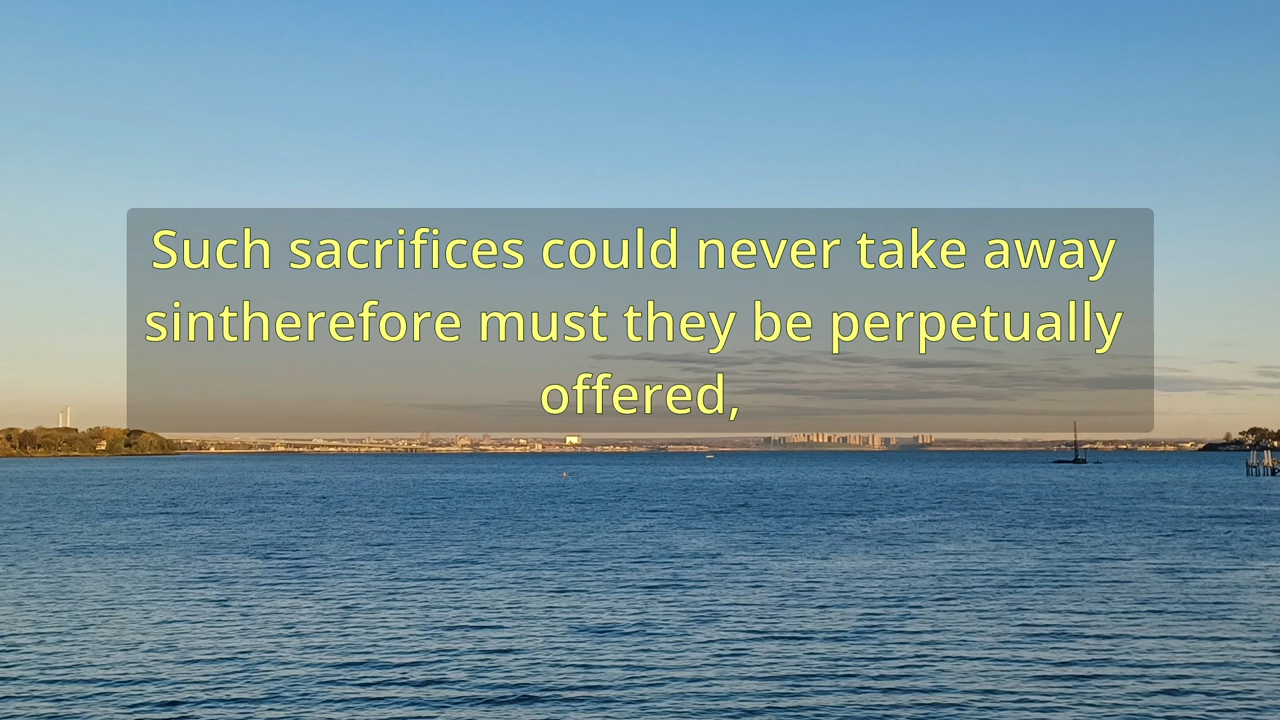 Such sacrifices could never take away
sintherefore must they be perpetually
offered,